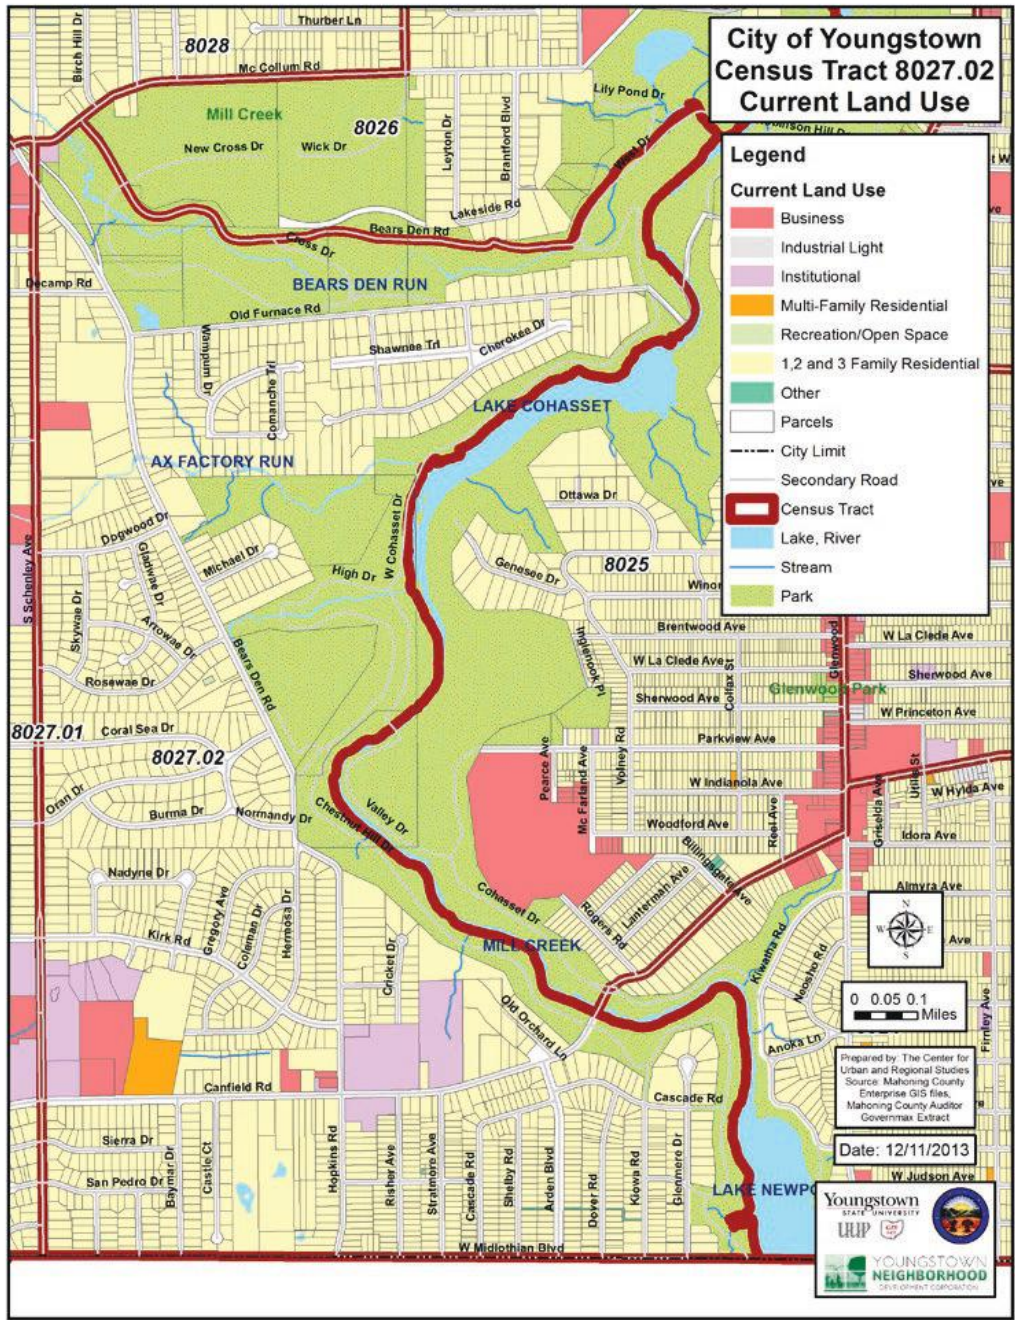 City of Youngstown
Census Tract 8027.02
Current Land Use
Legend
Current Land Use
Business
Industrial Light
Institutional
Multi-Family Residential
Recreation/Open Space
1,2 and 3 Family Residential
Other
Parcels
City Limit
Secondary Road
Census Tract
Lake, River
Stream
Park
Thurber Ln
Birch Hill Dr
8028
Mc Collum Rd
Lily Pond Dr
Mill Creek
8026
New Cross Dr
Wick Dr
Leyton Dr
Brantford Blvd
West Dr
Lakeside Rd
Bears Den Rd
Cross Dr
Decamp Rd
BEARS DEN RUN
Old Furnace Rd
Wampum Dr
Shawnee Trl
Cherokee Dr
Comanche Trl
LAKE COHASSET
AX FACTORY RUN
Ottawa Dr
Dogwood Dr
W Cohasset Dr
S Schenley Ave
Gladwae Dr
Michael Dr
High Dr
Genesee Dr
8025
Winor
Skywae Dr
Arrowae Dr
Bears Den Rd
Brentwood Ave
Glenwood
W La Clede Ave
Inglenook Pl
W La Clede Ave
Colfax St
Sherwood Ave
Rosewae Dr
Glenwood Park
Sherwood Ave
W Princeton Ave
8027.01
Coral Sea Dr
8027.02
Parkview Ave
Pearce Ave
Mc Farland Ave
Volney Rd
W Indianola Ave
W Hylda Ave
Oran Dr
Burma Dr
Normandy Dr
Chestnut Hill Dr
Valley Dr
Woodford Ave
Reel Ave
Griselda Ave
Idora Ave
Billingsgate Ave
Nadyne Dr
Gregory Ave
Coleman Dr
Hermosa Dr
Cohasset Dr
Rogers Rd
Lanterman Ave
Almyra Ave
Kirk Rd
Cricket Dr
MILL CREEK
Kiwatha Rd
Neosho Rd
N
W E
S
Ave
Old Orchard Ln
0 0.05 0.1
Miles
Anoka Ln
Firnley Ave
Canfield Rd
Cascade Rd
Prepared by: The Center for
Urban and Regional Studies
Source: Mahoning County
Enterprise GIS files,
Mahoning County Auditor
Governmax Extract
Date: 12/11/2013
Sierra Dr
San Pedro Dr
Baymar Dr
Castle Ct
Hopkins Rd
Risher Ave
Stratmore Ave
Cascade Rd
Shelby Rd
Arden Blvd
Dover Rd
Kiowa Rd
Glenmere Dr
W Judson Ave
LAKE NEWPO
W Midlothian Blvd
Youngstown
STATE UNIVERSITY
YOUNGSTOWN
NEIGHBORHOOD
DEVELOPMENT CORPORATION